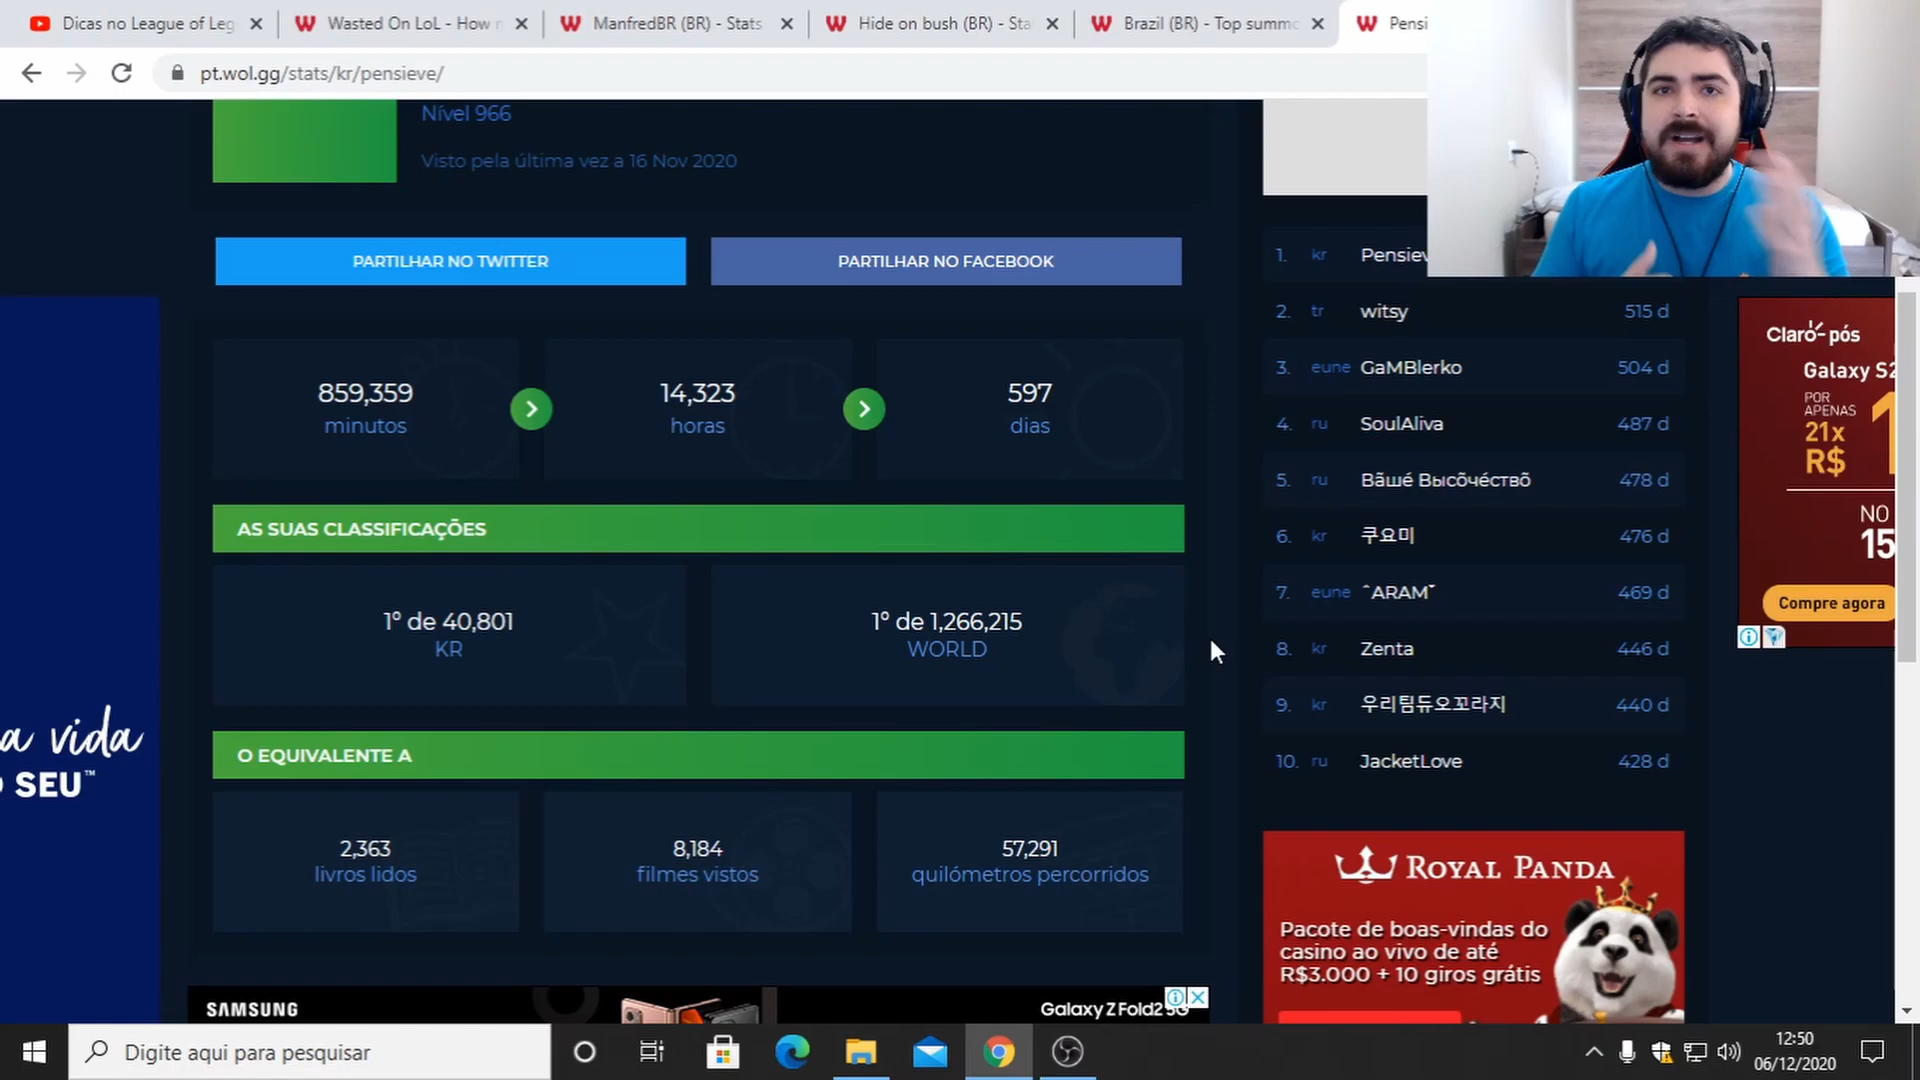 Dicas no League of Leg
Wasted On LoL - How
ManfredBR (BR) - Stats
Hide on bush (BR) - Sta
Brazil (BR) - Top summo
Pensi
pt.wol.gg/stats/kr/pensieve/
Nível 966
Visto pela última vez a 16 Nov 2020
PARTILHAR NO TWITTER
PARTILHAR NO FACEBOOK
859,359
minutos
14,323
horas
597
dias
AS SUAS CLASSIFICAÇÕES
1º de 40,801
KR
1º de 1,266,215
WORLD
O EQUIVALENTE A
2,363
livros lidos
8,184
filmes vistos
57,291
quilómetros percorridos
1. kr Pensiev
2. tr witsy 515 d
3. eune GaMBlerko 504 d
4. ru SoulAliva 487 d
5. ru Bãшé Высõчéствõ 478 d
6. kr 쿠요미 476 d
7. eune ˆARAMˇ 469 d
8. kr Zenta 446 d
9. kr 우리팀듀오꼬라지 440 d
10. ru JacketLove 428 d
a vida
O SEU™
Claro-pós
Galaxy S2
POR
APENAS
21x
R$
1
NO
15
Compre agora
ROYAL PANDA
Pacote de boas-vindas do
casino ao vivo de até
R$3.000 + 10 giros grátis
SAMSUNG
Galaxy Z Fold2 5G
Digite aqui para pesquisar
12:50
06/12/2020